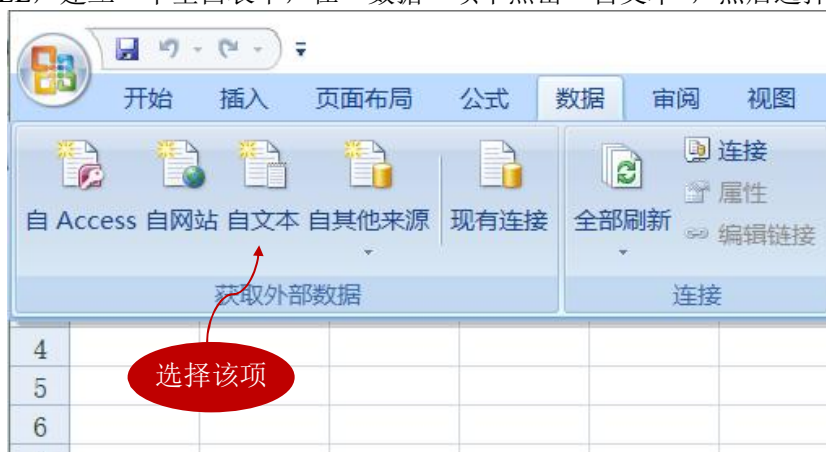 开始 插入 页面布局 公式 数据 审阅 视图
连接
属性
自 Access 自网站 自文本 自其他来源 现有连接 全部刷新
编辑链接
获取外部数据 连接
4
选择该项
5
6